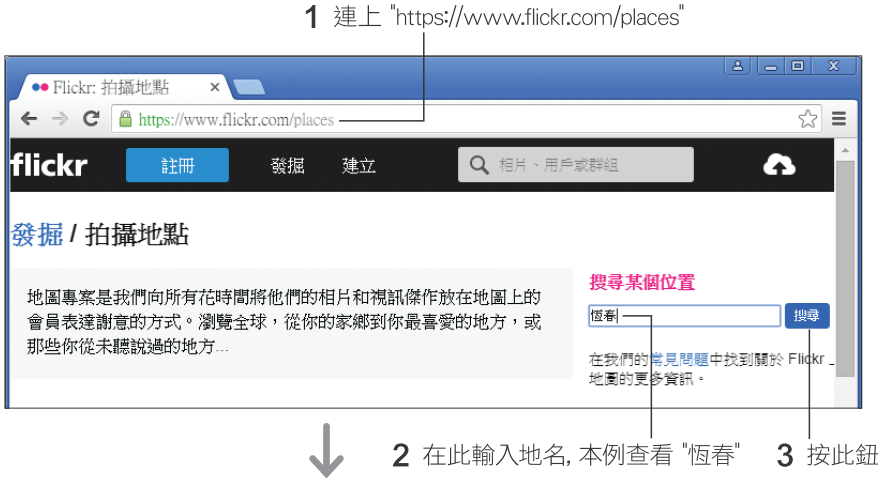 1 連上 "https://www.flickr.com/places"
Flickr: 拍攝地點
https://www.flickr.com/places
flickr 註冊 發掘 建立 相片、用戶或群組
發掘 / 拍攝地點
地圖專案是我們向所有花時間將他們的相片和視訊傑作放在地圖上的
會員表達謝意的方式。瀏覽全球,從你的家鄉到你最喜愛的地方,或
那些你從未聽說過的地方...
搜尋某個位置
恆春 搜尋
在我們的常見問題中找到關於 Flickr
地圖的更多資訊。
2 在此輸入地名, 本例查看 "恆春"
3 按此鈕